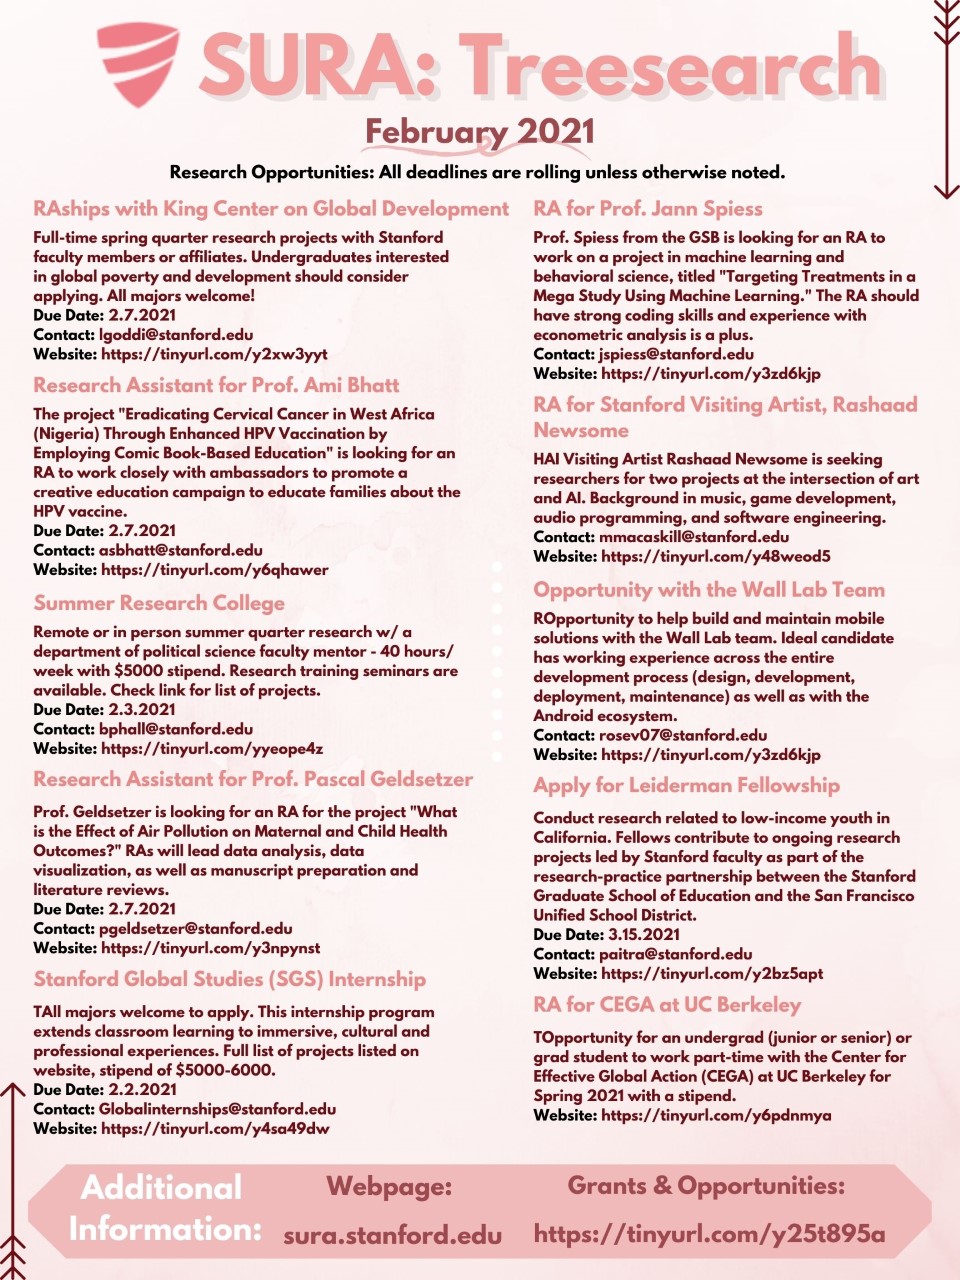 SURA: Treesearch
February 2021
Research Opportunities: All deadlines are rolling unless otherwise noted.
RAships with King Center on Global Development
Full-time spring quarter research projects with Stanford
faculty members or affiliates. Undergraduates interested
in global poverty and development should consider
applying. All majors welcome!
Due Date: 2.7.2021
Contact: lgoddi@stanford.edu
Website: https://tinyurl.com/y2xw3yyt
Research Assistant for Prof. Ami Bhatt
The project "Eradicating Cervical Cancer in West Africa
(Nigeria) Through Enhanced HPV Vaccination by
Employing Comic Book-Based Education" is looking for an
RA to work closely with ambassadors to promote a
creative education campaign to educate families about the
HPV vaccine.
Due Date: 2.7.2021
Contact: asbhatt@stanford.edu
Website: https://tinyurl.com/y6qhawer
Summer Research College
Remote or in person summer quarter research w/ a
department of political science faculty mentor - 40 hours/
week with $5000 stipend. Research training seminars are
available. Check link for list of projects.
Due Date: 2.3.2021
Contact: bphall@stanford.edu
Website: https://tinyurl.com/yyeope4z
Research Assistant for Prof. Pascal Geldsetzer
Prof. Geldsetzer is looking for an RA for the project "What
is the Effect of Air Pollution on Maternal and Child Health
Outcomes?" RAs will lead data analysis, data
visualization, as well as manuscript preparation and
literature reviews.
Due Date: 2.7.2021
Contact: pgeldsetzer@stanford.edu
Website: https://tinyurl.com/y3npynst
Stanford Global Studies (SGS) Internship
TAll majors welcome to apply. This internship program
extends classroom learning to immersive, cultural and
professional experiences. Full list of projects listed on
website, stipend of $5000-6000.
Due Date: 2.2.2021
Contact: Globalinternships@stanford.edu
Website: https://tinyurl.com/y4sa49dw
RA for Prof. Jann Spiess
Prof. Spiess from the GSB is looking for an RA to
work on a project in machine learning and
behavioral science, titled "Targeting Treatments in a
Mega Study Using Machine Learning." The RA should
have strong coding skills and experience with
econometric analysis is a plus.
Contact: jspiess@stanford.edu
Website: https://tinyurl.com/y3zd6kjp
RA for Stanford Visiting Artist, Rashaad
Newsome
HAI Visiting Artist Rashaad Newsome is seeking
researchers for two projects at the intersection of art
and AI. Background in music, game development,
audio programming, and software engineering.
Contact: mmacaskill@stanford.edu
Website: https://tinyurl.com/y48weod5
Opportunity with the Wall Lab Team
ROpportunity to help build and maintain mobile
solutions with the Wall Lab team. Ideal candidate
has working experience across the entire
development process (design, development,
deployment, maintenance) as well as with the
Android ecosystem.
Contact: rosev07@stanford.edu
Website: https://tinyurl.com/y3zd6kjp
Apply for Leiderman Fellowship
Conduct research related to low-income youth in
California. Fellows contribute to ongoing research
projects led by Stanford faculty as part of the
research-practice partnership between the Stanford
Graduate School of Education and the San Francisco
Unified School District.
Due Date: 3.15.2021
Contact: paitra@stanford.edu
Website: https://tinyurl.com/y2bz5apt
RA for CEGA at UC Berkeley
TOpportunity for an undergrad (junior or senior) or
grad student to work part-time with the Center for
Effective Global Action (CEGA) at UC Berkeley for
Spring 2021 with a stipend.
Website: https://tinyurl.com/y6pdnmya
Additional
Information:
Webpage:
sura.stanford.edu
Grants & Opportunities:
https://tinyurl.com/y25t895a